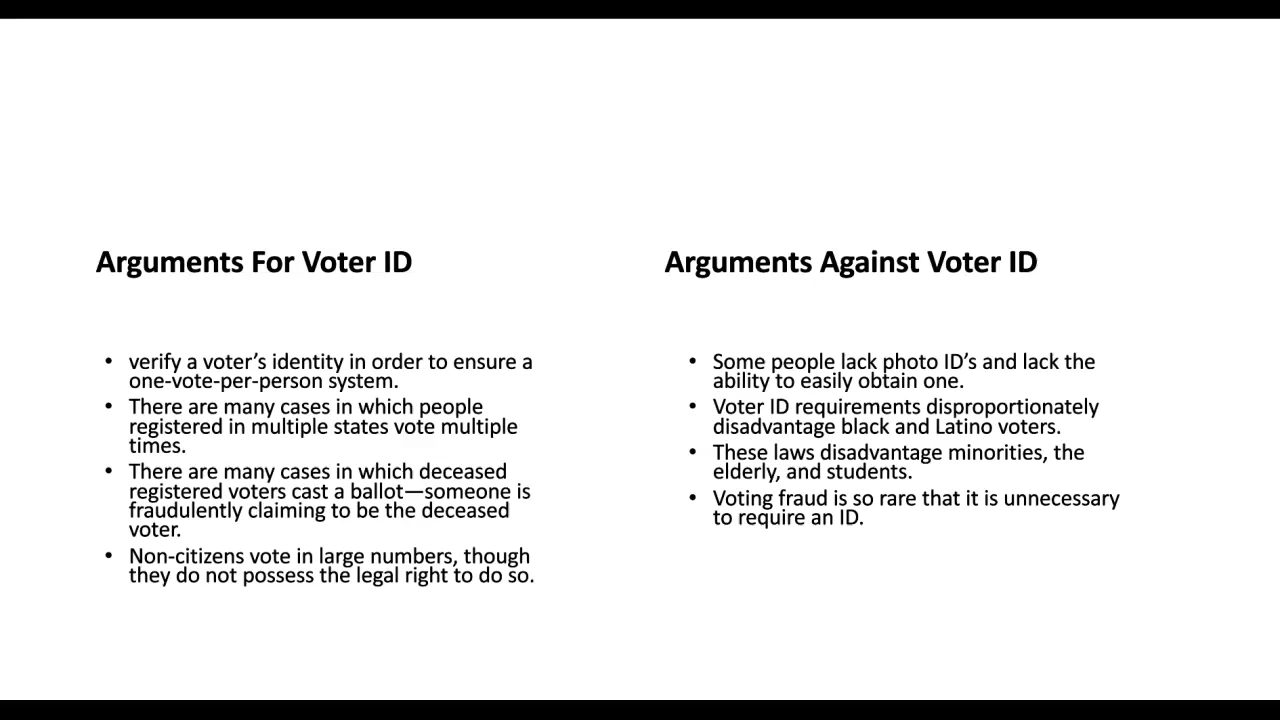 Arguments For Voter ID
• verify a voter’s identity in order to ensure a
one-vote-per-person system.
• There are many cases in which people
registered in multiple states vote multiple
times.
• There are many cases in which deceased
registered voters cast a ballot—someone is
fraudulently claiming to be the deceased
voter.
• Non-citizens vote in large numbers, though
they do not possess the legal right to do so.
Arguments Against Voter ID
• Some people lack photo ID’s and lack the
ability to easily obtain one.
• Voter ID requirements disproportionately
disadvantage black and Latino voters.
• These laws disadvantage minorities, the
elderly, and students.
• Voting fraud is so rare that it is unnecessary
to require an ID.